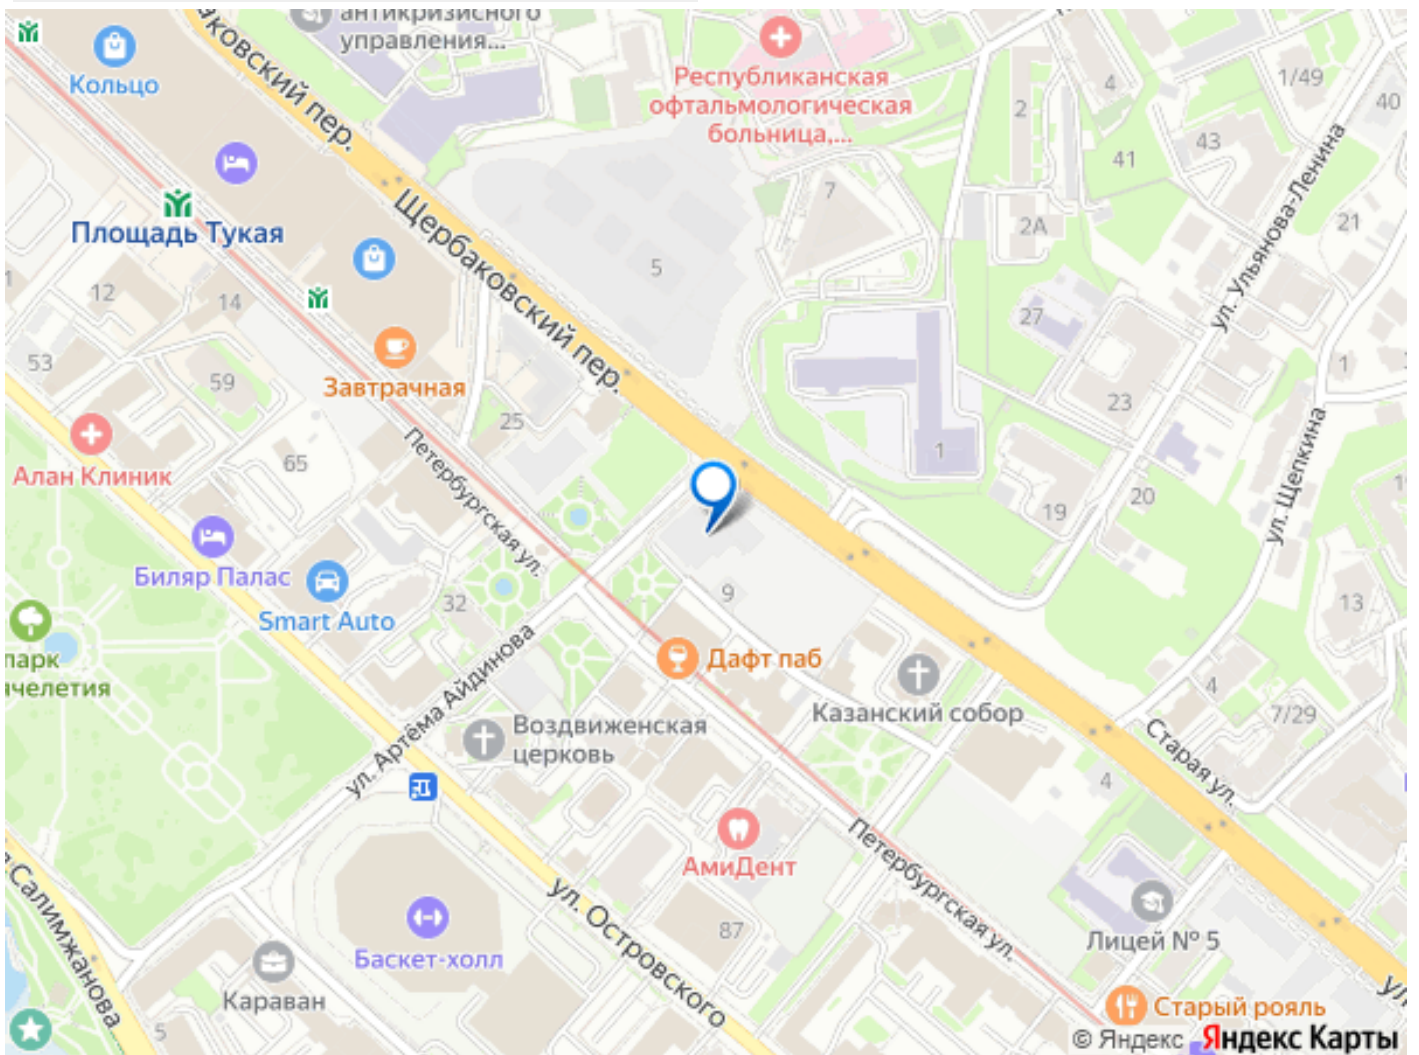 антикризисного
управления...
Кольцо
Республиканская
офтальмологическая
больница,...
ковский пер.
1/49
40
4
2
41
43
7
21
2А
Площадь Тукая
Щербаковский пер.
ул. Ульянова-Ленина
5
12
14
27
53
59
Завтрачная
25
23
1
1
Алан Клиник
65
Петербургская ул.
19
20
ул. Щепкина
Биляр Палас
Smart Auto
32
9
13
парк
ячелетия
ул. Артёма Айдинова
Дафт паб
Казанский собор
4
7/29
Воздвиженская
церковь
Старая ул.
4
АмиДент
Петербургская ул.
Салимжанова
ул. Островского
87
Баскет-холл
Лицей № 5
Караван
5
Старый рояль
ул
© Яндекс Яндекс Карты